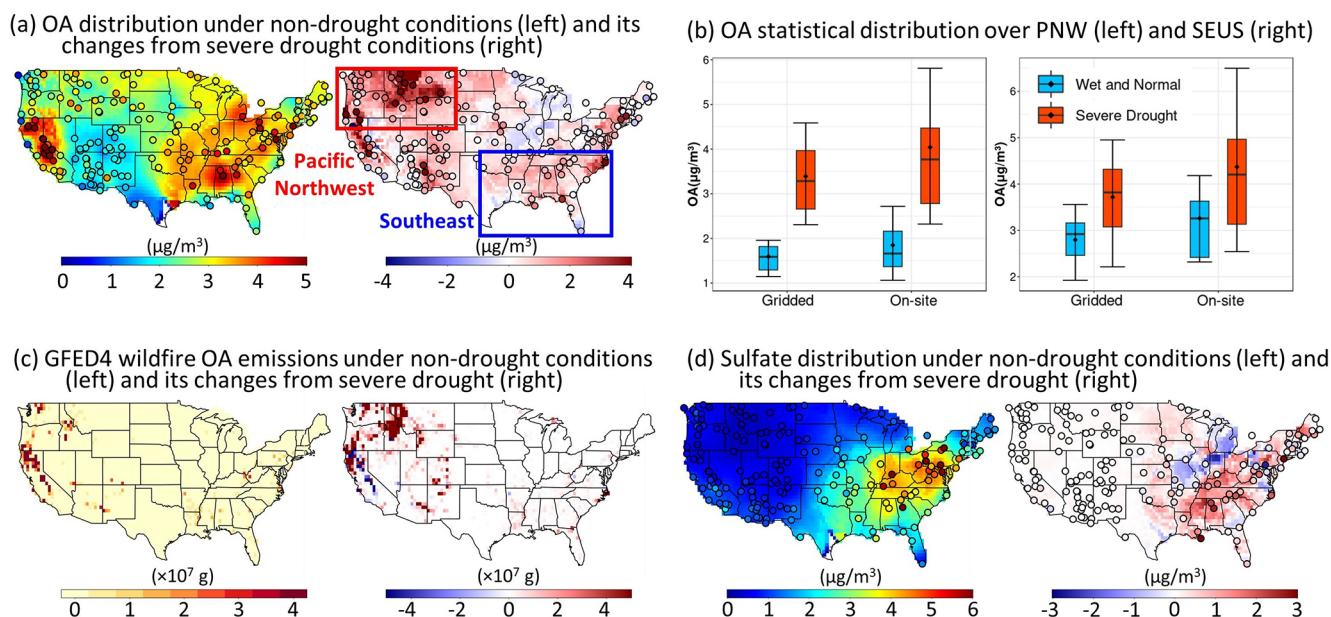 (a) OA distribution under non-drought conditions (left) and its
changes from severe drought conditions (right)
Pacific
Northwest
Southeast
(µg/m³)
(µg/m³)
0 1 2 3 4 5
-4 -2 0 2 4
(b) OA statistical distribution over PNW (left) and SEUS (right)
OA(µg/m³)
6
5
4
3
2
1
Gridded
On-site
OA(µg/m³)
6
5
4
3
2
Wet and Normal
Severe Drought
Gridded
On-site
(c) GFED4 wildfire OA emissions under non-drought conditions
(left) and its changes from severe drought (right)
(×10⁷ g)
(×10⁷ g)
0 1 2 3 4
-4 -2 0 2 4
(d) Sulfate distribution under non-drought conditions (left) and
its changes from severe drought (right)
(µg/m³)
(µg/m³)
0 1 2 3 4 5 6
-3 -2 -1 0 1 2 3